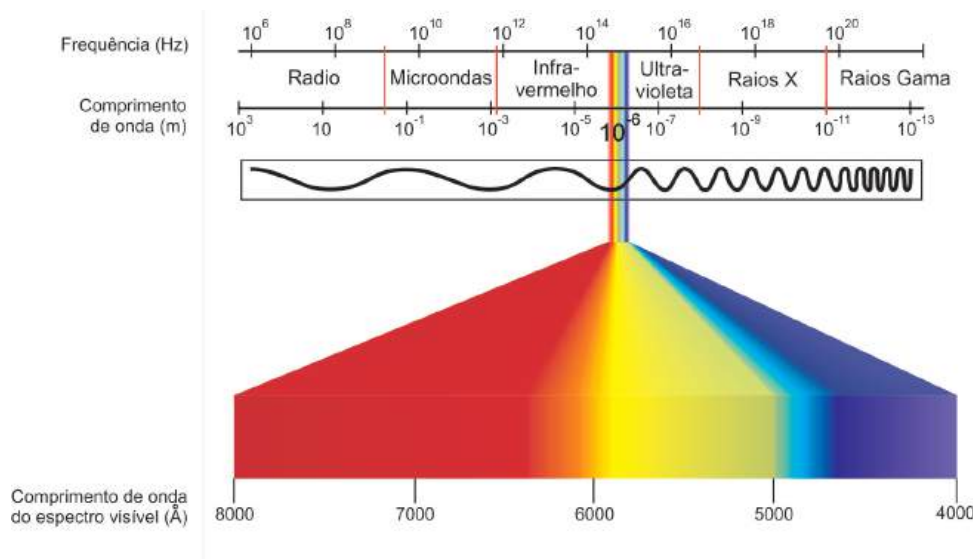 Frequência (Hz) 10^6 10^8 10^10 10^12 10^14 10^16 10^18 10^20
Radio Microondas Infra-vermelho Ultra-violeta Raios X Raios Gama
Comprimento de onda (m) 10^3 10 10^-1 10^-3 10^-5 10^-6 10^-7 10^-9 10^-11 10^-13
Comprimento de onda
do espectro visível (Å) 8000 7000 6000 5000 4000